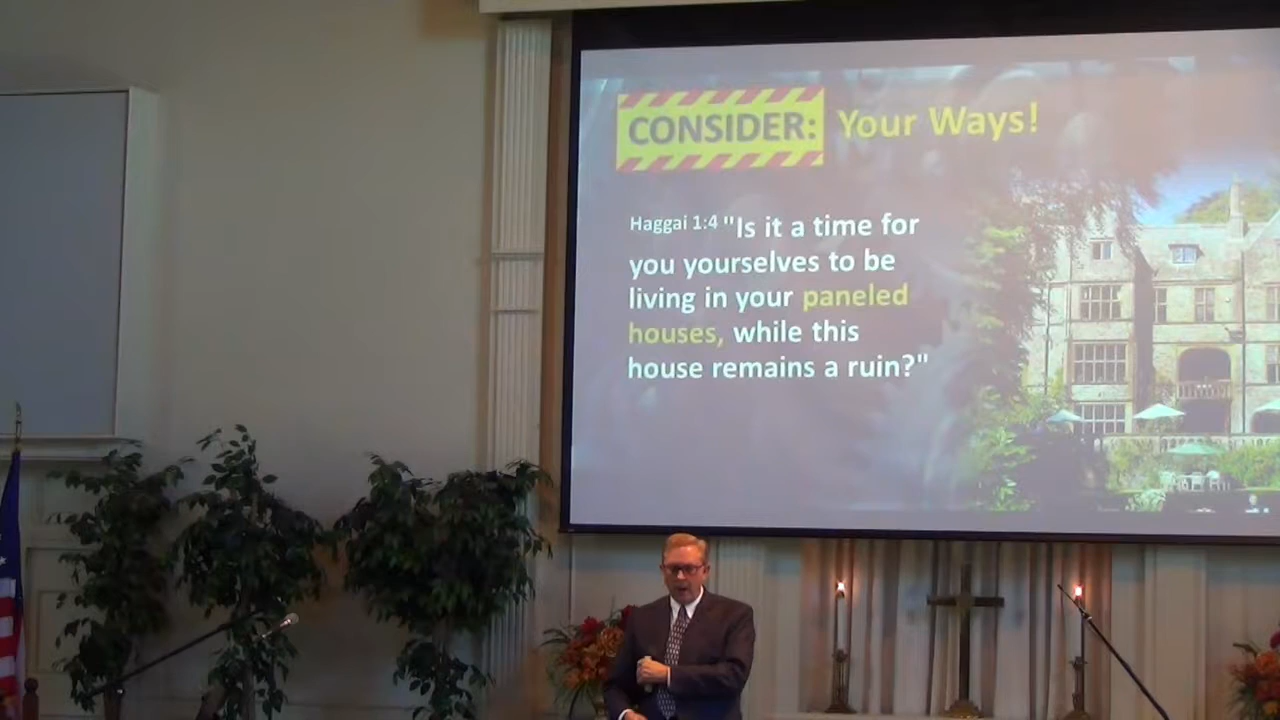 CONSIDER: Your Ways!
Haggai 1:4 "Is it a time for
you yourselves to be
living in your paneled
houses, while this
house remains a ruin?"